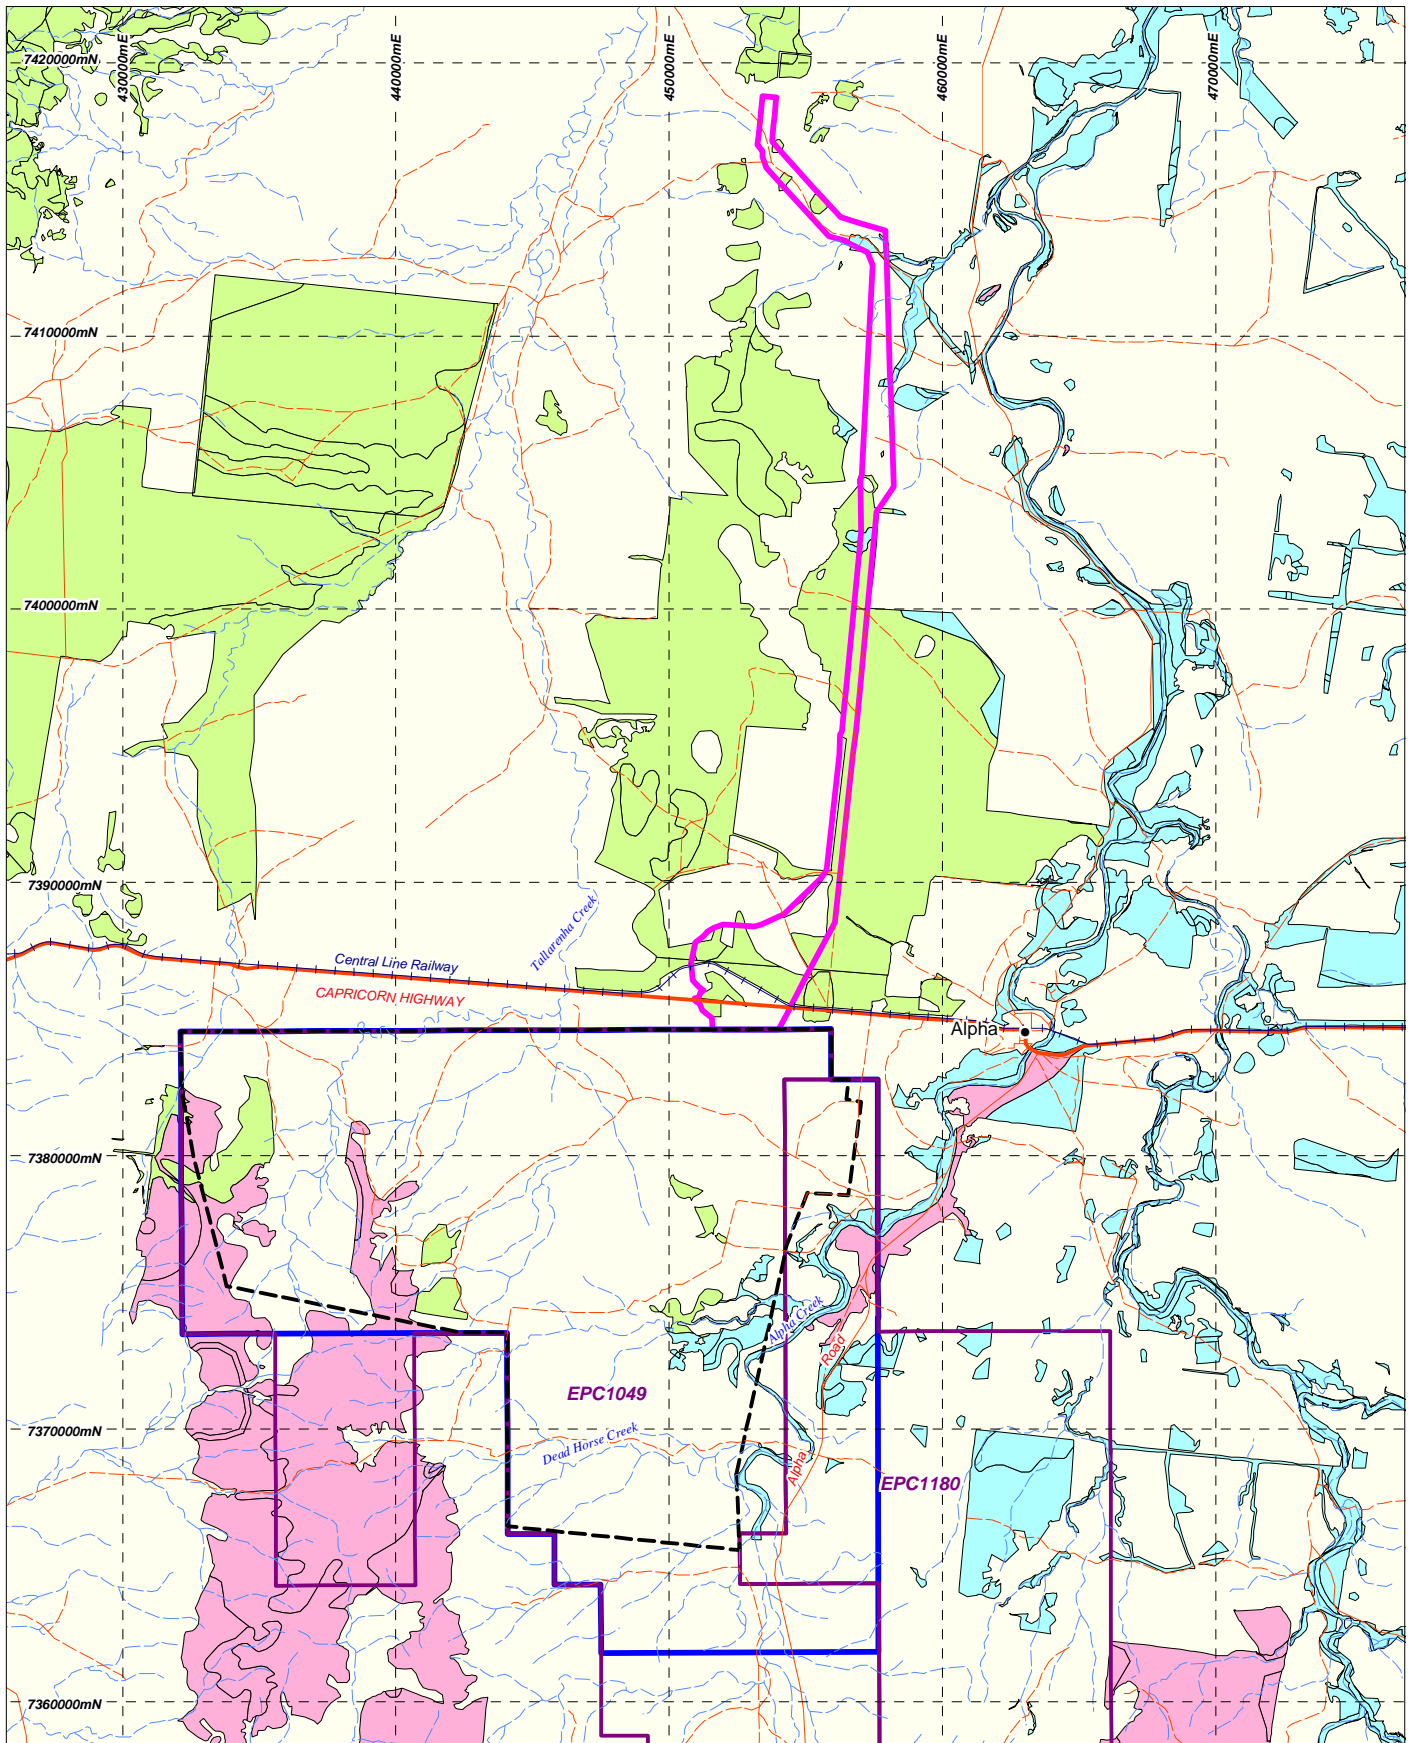 7420000mN
430000mE
440000mE
450000mE
460000mE
470000mE
7410000mN
7400000mN
7390000mN
Tallarenha Creek
Central Line Railway
CAPRICORN HIGHWAY
Alpha
7380000mN
Alpha Creek
Road
EPC1049
7370000mN
Dead Horse Creek
Alpha
EPC1180
7360000mN